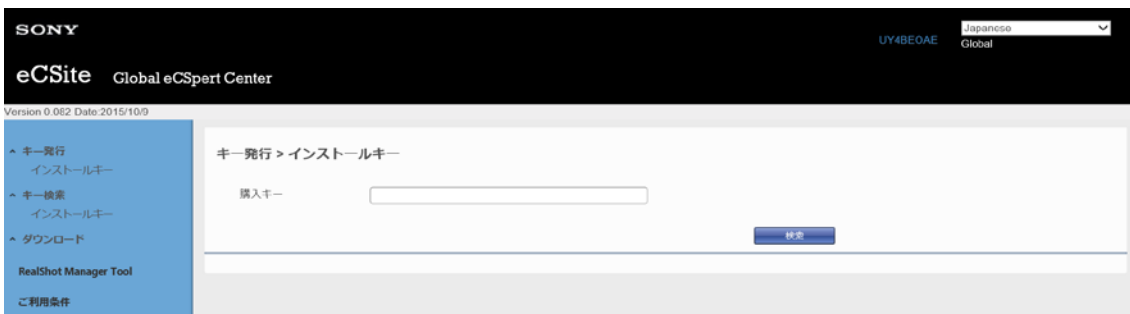 SONY
UY4BE0AE
Japanese
Global
eCSite Global eCSpert Center
Version 0.082 Date:2015/10/9
キー発行
インストールキー
キー検索
インストールキー
ダウンロード
RealShot Manager Tool
ご利用条件
キー発行 > インストールキー
購入キー
検索